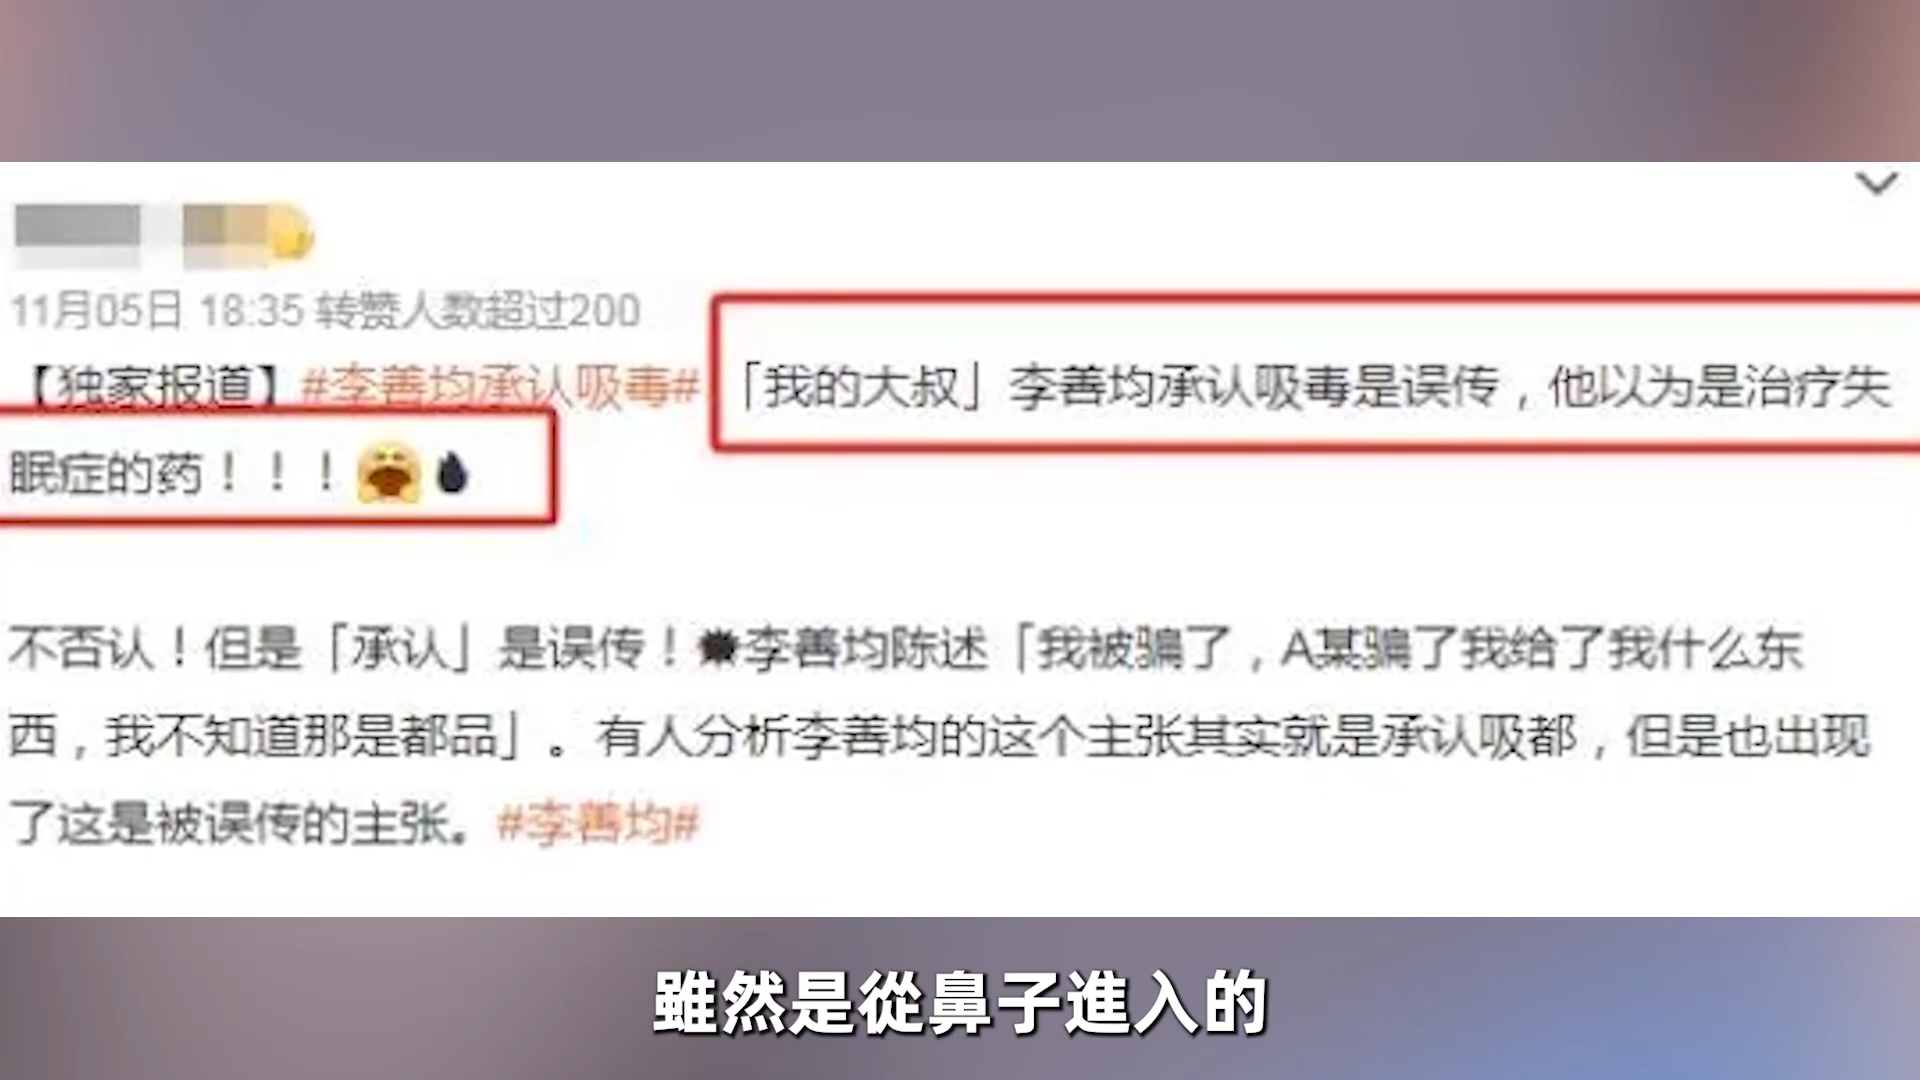 11月05日 18:35 转赞人数超过200
【独家报道】#李善均承认吸毒#「我的大叔」李善均承认吸毒是误传，他以为是治疗失
眠症的药！！！
不否认！但是「承认」是误传！李善均陈述「我被骗了，A某骗了我给了我什么东
西，我不知道那是都品」。有人分析李善均的这个主张其实就是承认吸都，但是也出现
了这是被误传的主张。#李善均#
雖然是從鼻子進入的